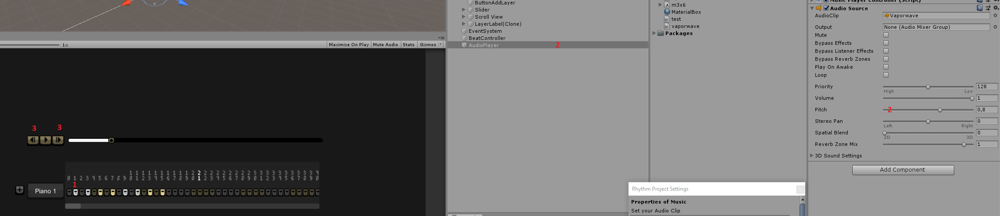 1x
Maximize On Play
Mute Audio
Stats
Gizmos
3
3
0 1 2 3 4 5 6 7 8 9 10 11 12 13 14 15 16 17 18 19 20 21 22 23 24 25 26 27 28 29 30 31 32 33 34 35 36 37 38 39 40
1
Piano 1
ButtonAddLayer
Slider
Scroll View
LayerLabel(Clone)
EventSystem
BeatController
AudioPlayer
2
m3x6
MaterialBox
test
vaporwave
Packages
Rhythm Project Settings
x
Properties of Music
Set your Audio Clip
Music Player Controller (Script)
Audio Source
AudioClip
Vaporwave
Output
None (Audio Mixer Group)
Mute
Bypass Effects
Bypass Listener Effects
Bypass Reverb Zones
Play On Awake
Loop
Priority
128
High
Low
Volume
1
Pitch
2
0,8
Stereo Pan
0
Left
Right
Spatial Blend
0
2D
3D
Reverb Zone Mix
1
3D Sound Settings
Add Component